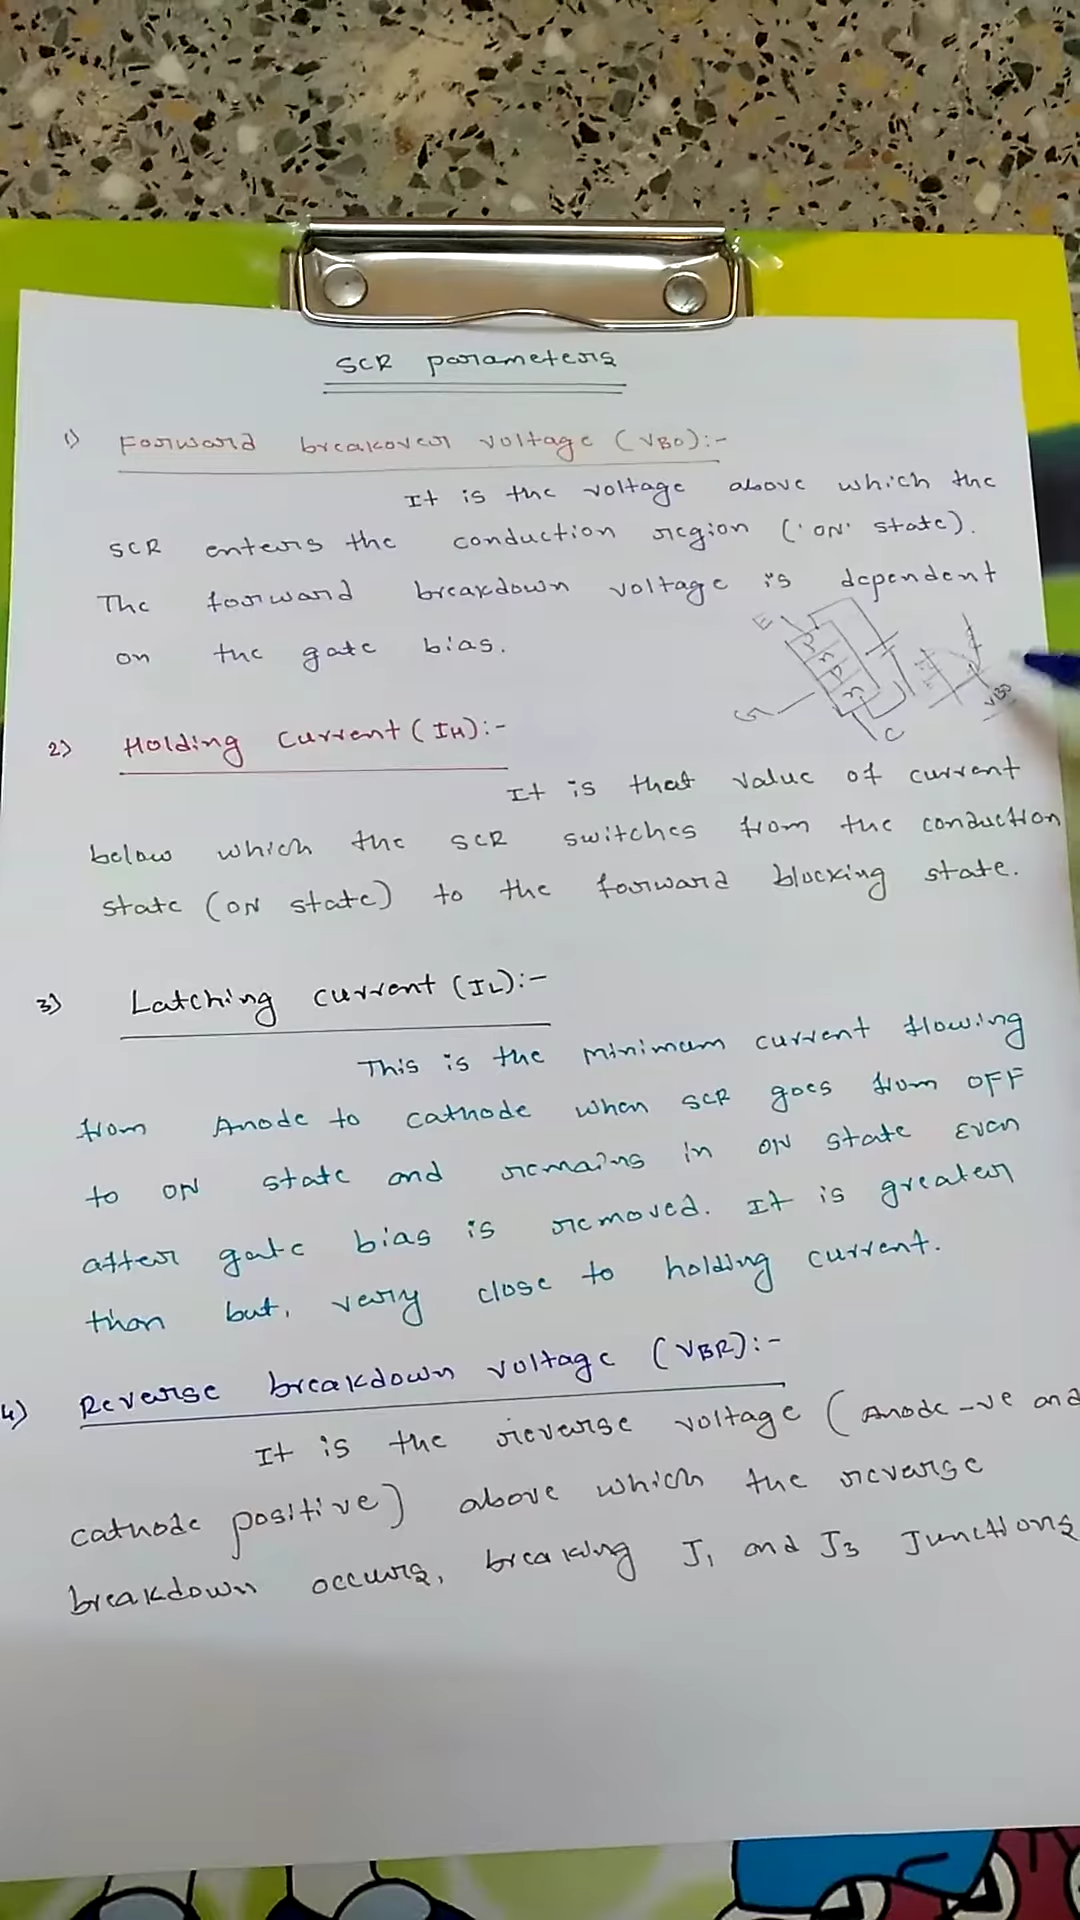 SCR parameters
1) Forward breakover voltage (VBO):-
It is the voltage above which the
SCR enters the conduction region ('ON' state).
The forward breakdown voltage is dependent
on the gate bias.
E
P
n
P
n
G
C
VBO
2) Holding current (IH):-
It is that value of current
below which the SCR switches from the conduction
state (ON state) to the forward blocking state.
3) Latching current (IL):-
This is the minimum current flowing
from Anode to cathode when SCR goes from OFF
to ON state and remains in ON state even
after gate bias is removed. It is greater
than but, very close to holding current.
4) Reverse breakdown voltage (VBR):-
It is the reverse voltage (Anode -ve and
cathode positive) above which the reverse
breakdown occurs, breaking J1 and J3 Junctions